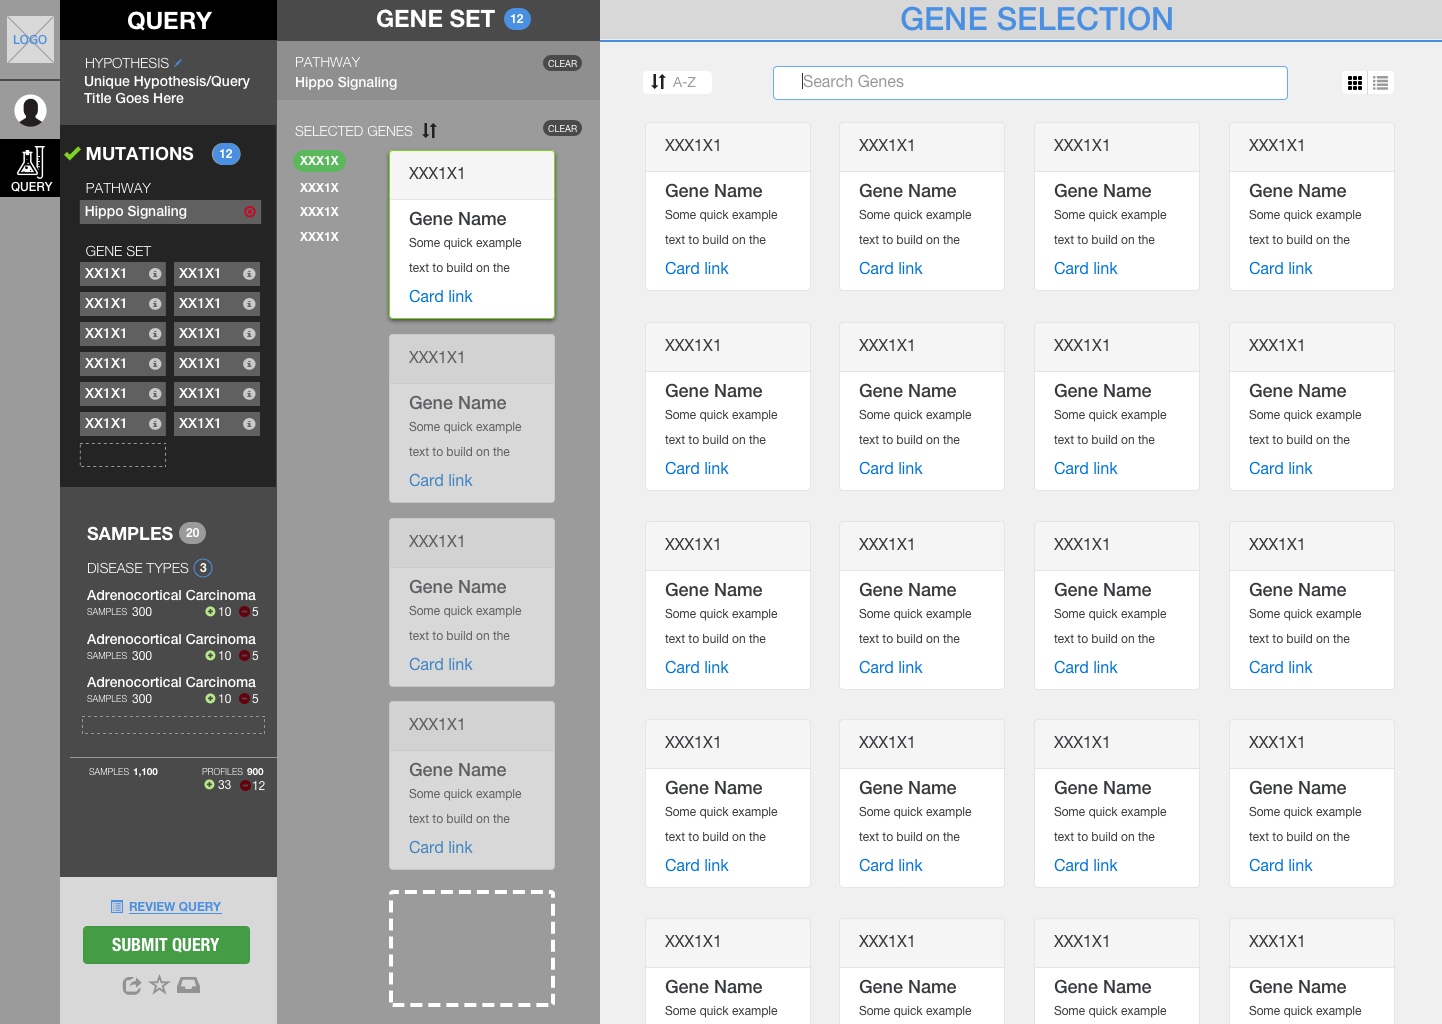 LOGO
QUERY
QUERY
HYPOTHESIS
Unique Hypothesis/Query
Title Goes Here
MUTATIONS 12
PATHWAY
Hippo Signaling
GENE SET
XX1X1 XX1X1
XX1X1 XX1X1
XX1X1 XX1X1
XX1X1 XX1X1
XX1X1 XX1X1
XX1X1 XX1X1
SAMPLES 20
DISEASE TYPES 3
Adrenocortical Carcinoma
SAMPLES 300 10 5
Adrenocortical Carcinoma
SAMPLES 300 10 5
Adrenocortical Carcinoma
SAMPLES 300 10 5
SAMPLES 1,100 PROFILES 900
33 12
REVIEW QUERY
SUBMIT QUERY
GENE SET 12
PATHWAY CLEAR
Hippo Signaling
SELECTED GENES CLEAR
XXX1X
XXX1X
XXX1X
XXX1X
XXX1X1
Gene Name
Some quick example
text to build on the
Card link
XXX1X1
Gene Name
Some quick example
text to build on the
Card link
XXX1X1
Gene Name
Some quick example
text to build on the
Card link
XXX1X1
Gene Name
Some quick example
text to build on the
Card link
GENE SELECTION
A-Z Search Genes
XXX1X1 XXX1X1 XXX1X1 XXX1X1
Gene Name Gene Name Gene Name Gene Name
Some quick example Some quick example Some quick example Some quick example
text to build on the text to build on the text to build on the text to build on the
Card link Card link Card link Card link
XXX1X1 XXX1X1 XXX1X1 XXX1X1
Gene Name Gene Name Gene Name Gene Name
Some quick example Some quick example Some quick example Some quick example
text to build on the text to build on the text to build on the text to build on the
Card link Card link Card link Card link
XXX1X1 XXX1X1 XXX1X1 XXX1X1
Gene Name Gene Name Gene Name Gene Name
Some quick example Some quick example Some quick example Some quick example
text to build on the text to build on the text to build on the text to build on the
Card link Card link Card link Card link
XXX1X1 XXX1X1 XXX1X1 XXX1X1
Gene Name Gene Name Gene Name Gene Name
Some quick example Some quick example Some quick example Some quick example
text to build on the text to build on the text to build on the text to build on the
Card link Card link Card link Card link
XXX1X1 XXX1X1 XXX1X1 XXX1X1
Gene Name Gene Name Gene Name Gene Name
Some quick example Some quick example Some quick example Some quick example